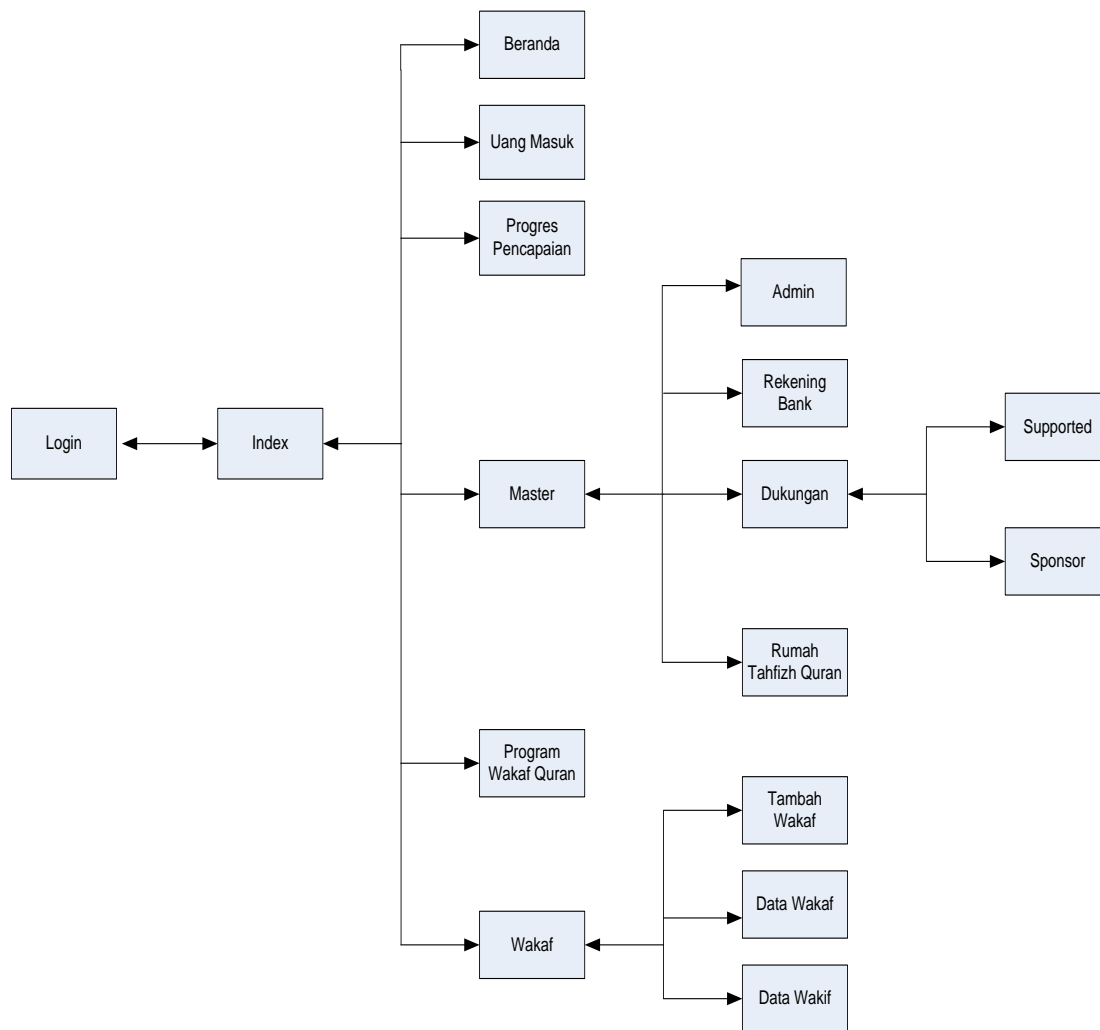 Beranda
Uang Masuk
Progres
Pencapaian
Admin
Rekening
Bank
Login
Index
Supported
Master
Dukungan
Sponsor
Rumah
Tahfizh Quran
Program
Wakaf Quran
Tambah
Wakaf
Data Wakaf
Wakaf
Data Wakif